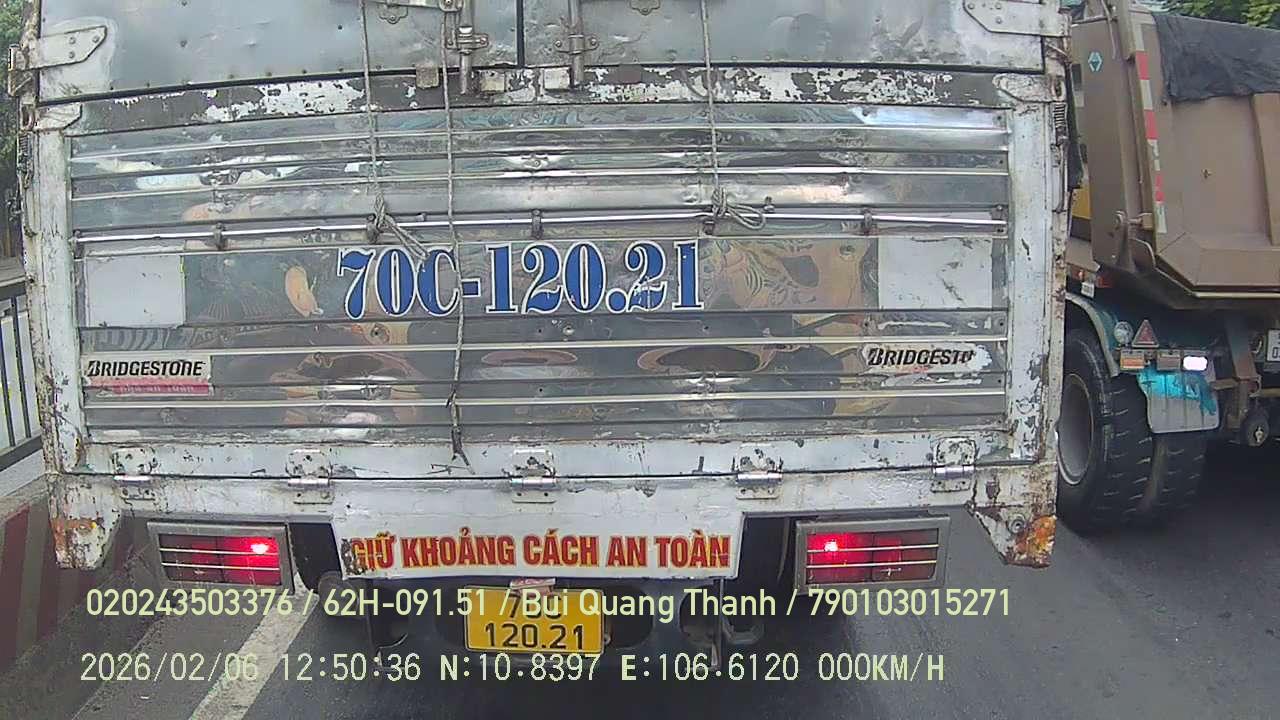 70C-120.21
BRIDGESTONE
BRIDGESTO
GIỮ KHOẢNG CÁCH AN TOÀN
020243503376 / 62H-091.51 / Bui Quang Thanh / 790103015271
70C
120.21
2026/02/06 12:50:36 N:10.8397 E:106.6120 000KM/H